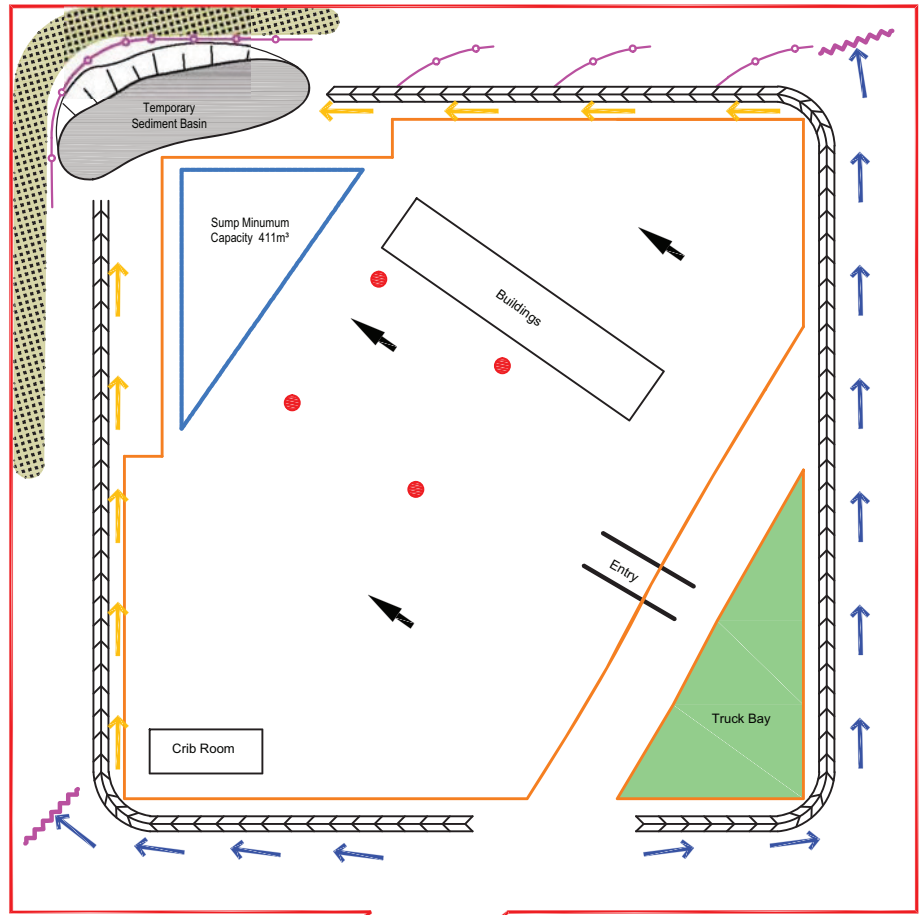 Temporary
Sediment Basin
Sump Minumum
Capacity 411m³
Buildings
Entry
Truck Bay
Crib Room